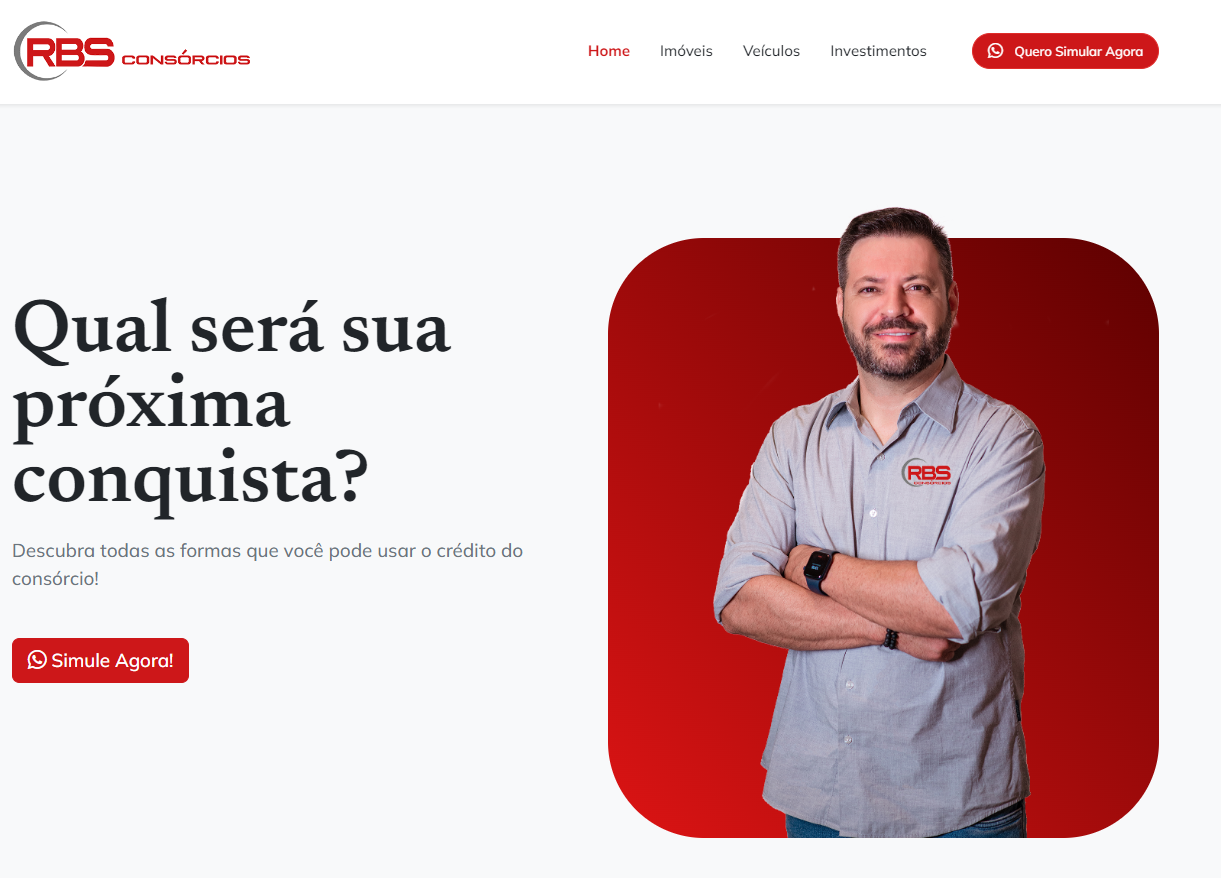 RBS CONSÓRCIOS
Home
Imóveis
Veículos
Investimentos
Quero Simular Agora
Qual será sua
próxima
conquista?
Descubra todas as formas que você pode usar o crédito do
consórcio!
Simule Agora!
RBS
CONSÓRCIOS